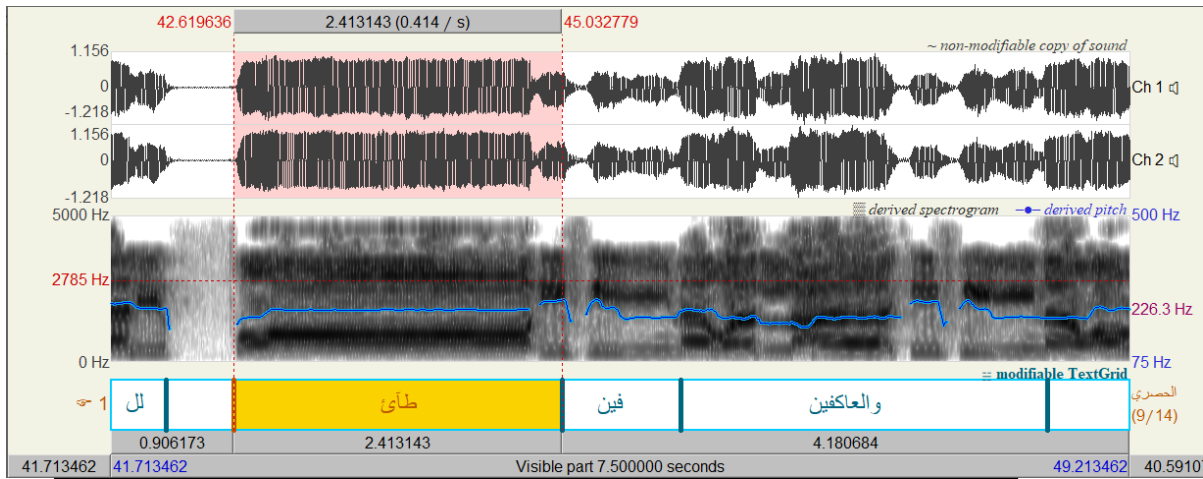 42.619636 2.413143 (0.414 / s) 45.032779
~ non-modifiable copy of sound
1.156
0
-1.218
Ch 1
1.156
0
-1.218
Ch 2
5000 Hz derived spectrogram derived pitch 500 Hz
2785 Hz
226.3 Hz
0 Hz 75 Hz
modifiable TextGrid
1 لل طآئ فين والعاكفين الحصري
(9/14)
0.906173 2.413143 4.180684
41.713462 41.713462 Visible part 7.500000 seconds 49.213462 40.59107